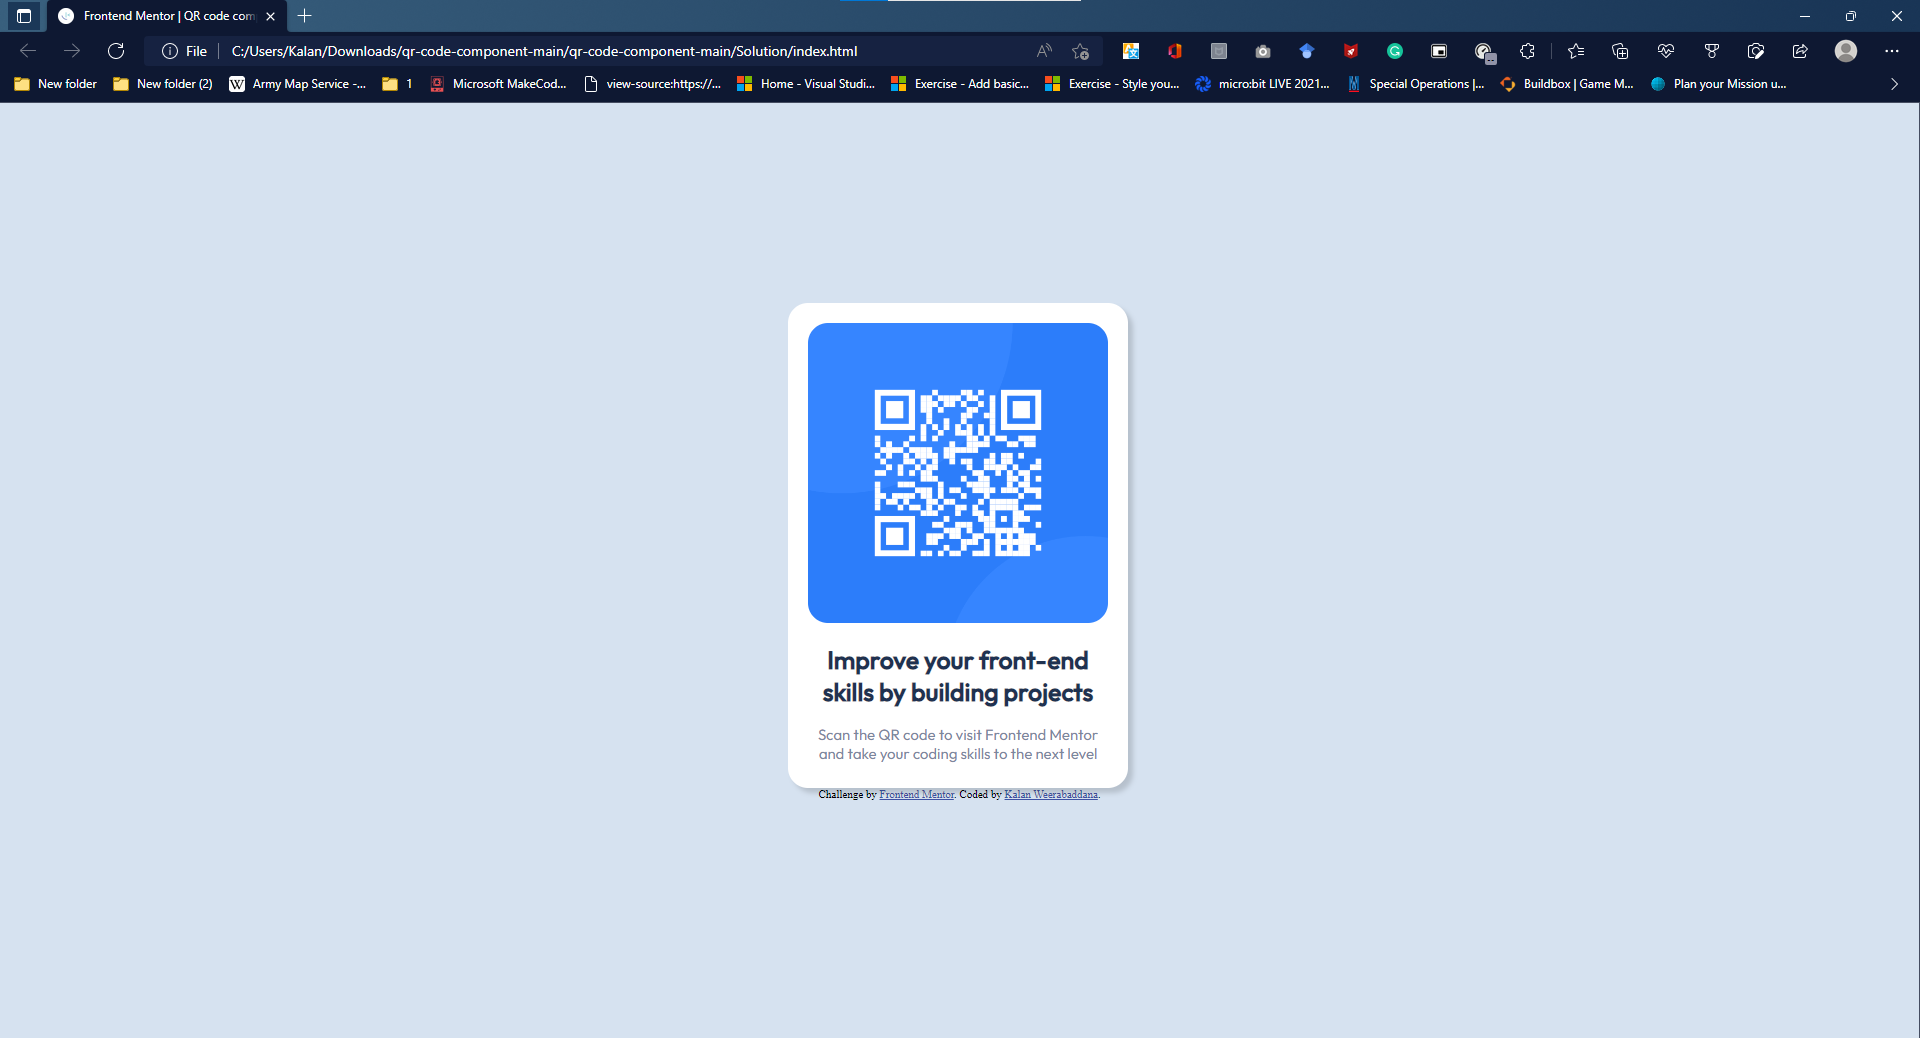 Frontend Mentor | QR code com
File
C:/Users/Kalan/Downloads/qr-code-component-main/qr-code-component-main/Solution/index.html
New folder
New folder (2)
Army Map Service -...
1
Microsoft MakeCod...
view-source:https://...
Home - Visual Studi...
Exercise - Add basic...
Exercise - Style you...
micro:bit LIVE 2021...
Special Operations |...
Buildbox | Game M...
Plan your Mission u...
Improve your front-end
skills by building projects
Scan the QR code to visit Frontend Mentor
and take your coding skills to the next level
Challenge by Frontend Mentor. Coded by Kalan Weerabaddana.